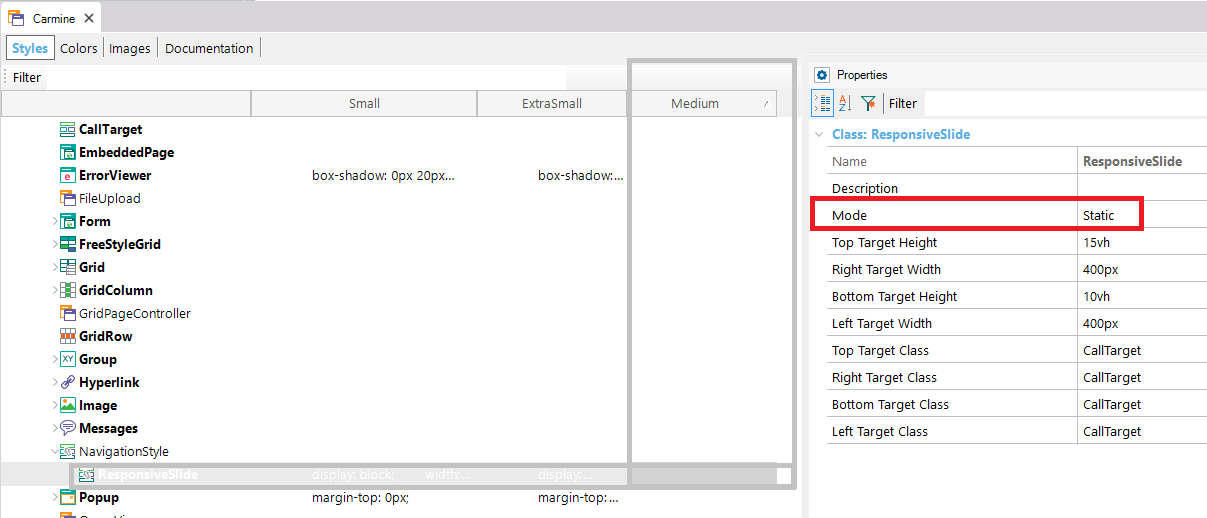 Carmine
Styles Colors Images Documentation
Filter
Small ExtraSmall Medium
CallTarget
EmbeddedPage
ErrorViewer box-shadow: 0px 20px... box-shadow:...
FileUpload
Form
FreeStyleGrid
Grid
GridColumn
GridPageController
GridRow
XY Group
Hyperlink
Image
Messages
NavigationStyle
ResponsiveSlide display: block; width:... display:...
Popup margin-top: 0px; margin-top:...
Properties
Filter
Class: ResponsiveSlide
Name ResponsiveSlide
Description
Mode Static
Top Target Height 15vh
Right Target Width 400px
Bottom Target Height 10vh
Left Target Width 400px
Top Target Class CallTarget
Right Target Class CallTarget
Bottom Target Class CallTarget
Left Target Class CallTarget